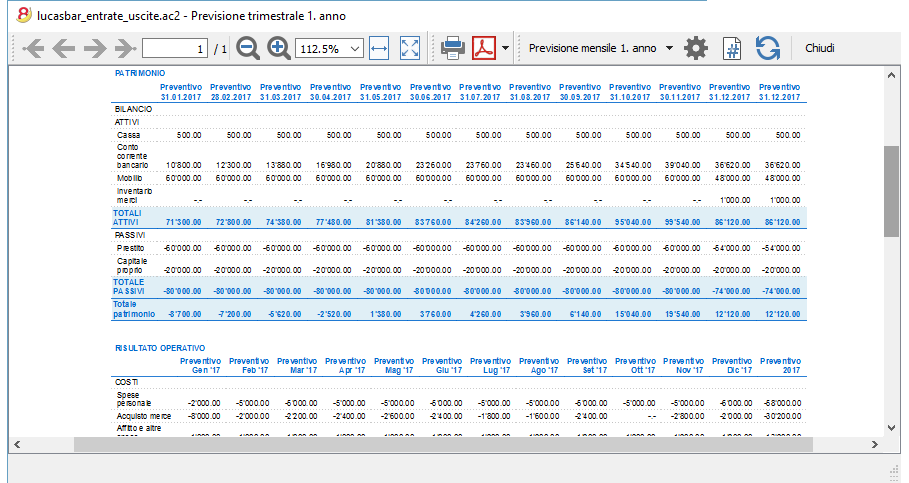 lucasbar_entrate_uscite.ac2 - Previsione trimestrale 1. anno
1 / 1 112.5% Previsione mensile 1. anno Chiudi
PATRIMONIO
Preventivo Preventivo Preventivo Preventivo Preventivo Preventivo Preventivo Preventivo Preventivo Preventivo Preventivo Preventivo Preventivo
31.01.2017 28.02.2017 31.03.2017 30.04.2017 31.05.2017 30.06.2017 31.07.2017 31.08.2017 30.09.2017 31.10.2017 30.11.2017 31.12.2017 31.12.2017
BILANCIO
ATTIVI
Cassa 500.00 500.00 500.00 500.00 500.00 500.00 500.00 500.00 500.00 500.00 500.00 500.00 500.00
Conto
corrente
bancario 10'800.00 12'300.00 13'880.00 16'980.00 20'880.00 23'260.00 23'760.00 23'460.00 25'640.00 34'540.00 39'040.00 36'620.00 36'620.00
Mobilio 60'000.00 60'000.00 60'000.00 60'000.00 60'000.00 60'000.00 60'000.00 60'000.00 60'000.00 60'000.00 60'000.00 48'000.00 48'000.00
Inventario
merci -.- -.- -.- -.- -.- -.- -.- -.- -.- -.- -.- 1'000.00 1'000.00
TOTALI
ATTIVI 71'300.00 72'800.00 74'380.00 77'480.00 81'380.00 83'760.00 84'260.00 83'960.00 86'140.00 95'040.00 99'540.00 86'120.00 86'120.00
PASSIVI
Prestito -60'000.00 -60'000.00 -60'000.00 -60'000.00 -60'000.00 -60'000.00 -60'000.00 -60'000.00 -60'000.00 -60'000.00 -60'000.00 -54'000.00 -54'000.00
Capitale
proprio -20'000.00 -20'000.00 -20'000.00 -20'000.00 -20'000.00 -20'000.00 -20'000.00 -20'000.00 -20'000.00 -20'000.00 -20'000.00 -20'000.00 -20'000.00
TOTALE
PASSIVI -80'000.00 -80'000.00 -80'000.00 -80'000.00 -80'000.00 -80'000.00 -80'000.00 -80'000.00 -80'000.00 -80'000.00 -80'000.00 -74'000.00 -74'000.00
Totale
patrimonio -8'700.00 -7'200.00 -5'620.00 -2'520.00 1'380.00 3'760.00 4'260.00 3'960.00 6'140.00 15'040.00 19'540.00 12'120.00 12'120.00
RISULTATO OPERATIVO
Preventivo Preventivo Preventivo Preventivo Preventivo Preventivo Preventivo Preventivo Preventivo Preventivo Preventivo Preventivo Preventivo
Gen '17 Feb '17 Mar '17 Apr '17 Mag '17 Giu '17 Lug '17 Ago '17 Set '17 Ott '17 Nov '17 Dic '17 2017
COSTI
Spese
personale -2'000.00 -5'000.00 -6'000.00 -5'000.00 -5'000.00 -6'000.00 -5'000.00 -5'000.00 -5'000.00 -5'000.00 -5'000.00 -6'000.00 -68'000.00
Acquisto merce -8'000.00 -2'000.00 -2'200.00 -2'400.00 -2'600.00 -2'400.00 -1'800.00 -1'600.00 -2'400.00 -.- -2'800.00 -2'000.00 -30'200.00
Affitto e altre